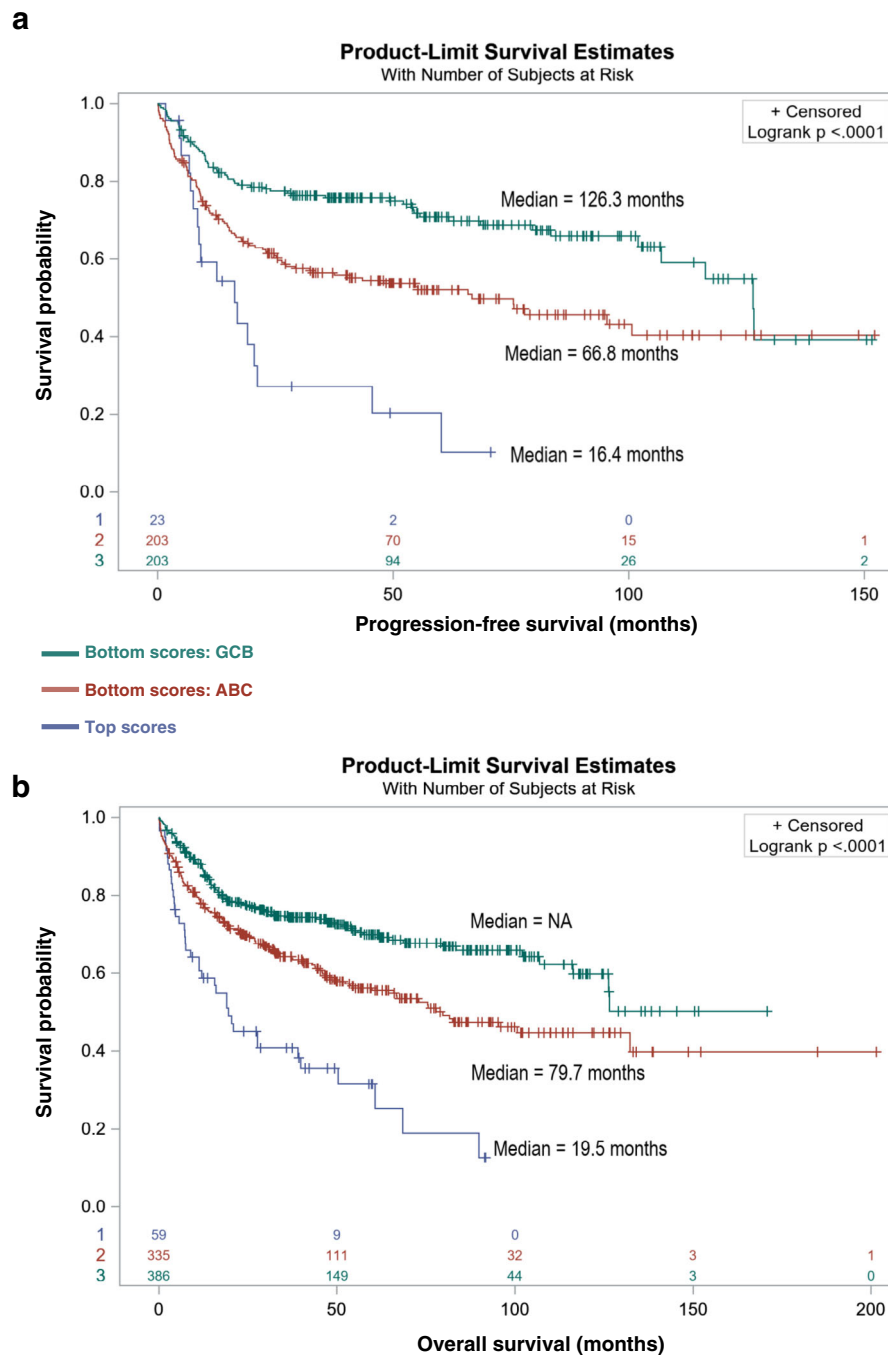 a
Product-Limit Survival Estimates
With Number of Subjects at Risk
+ Censored
Logrank p <.0001
1.0
0.8
0.6
0.4
0.2
0.0
Survival probability
Median = 126.3 months
Median = 66.8 months
Median = 16.4 months
1 23 2 0
2 203 70 15 1
3 203 94 26 2
0 50 100 150
Progression-free survival (months)
Bottom scores: GCB
Bottom scores: ABC
Top scores
b
Product-Limit Survival Estimates
With Number of Subjects at Risk
+ Censored
Logrank p <.0001
1.0
0.8
0.6
0.4
0.2
0.0
Survival probability
Median = NA
Median = 79.7 months
Median = 19.5 months
1 59 9 0
2 335 111 32 3 1
3 386 149 44 3 0
0 50 100 150 200
Overall survival (months)